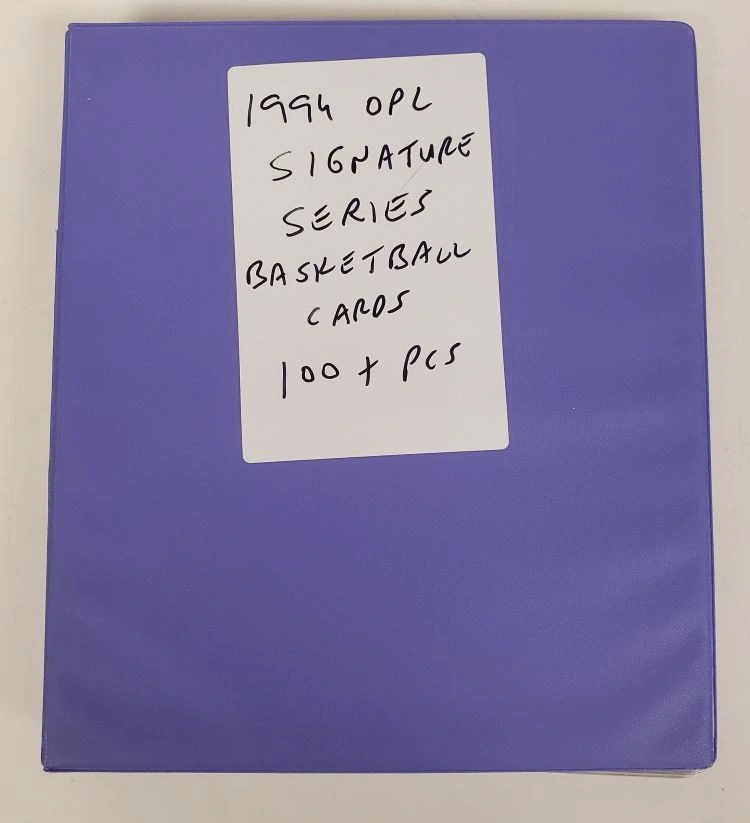 1994 OPL
SIGNATURE
SERIES
BASKETBALL
CARDS
100 + PCS